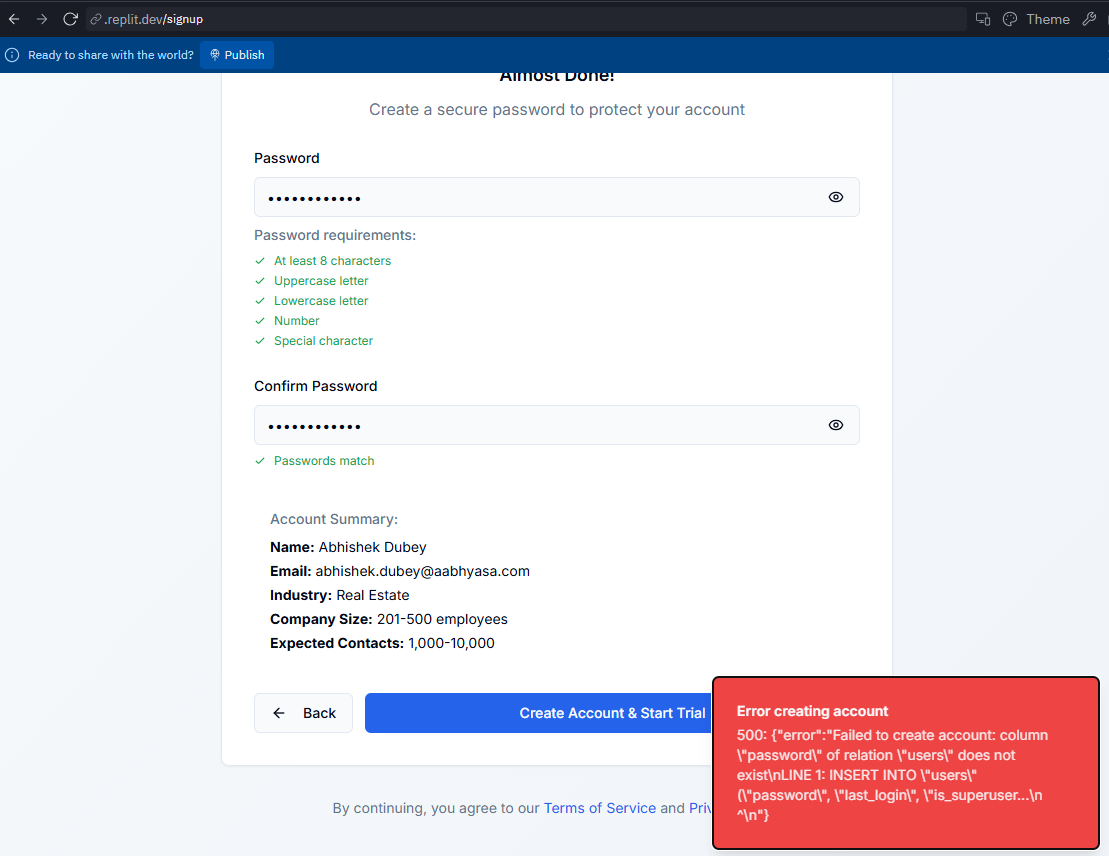 .replit.dev/signup
Theme
Ready to share with the world?
Publish
Almost Done!
Create a secure password to protect your account
Password
••••••••••••
Password requirements:
✓ At least 8 characters
✓ Uppercase letter
✓ Lowercase letter
✓ Number
✓ Special character
Confirm Password
••••••••••••
✓ Passwords match
Account Summary:
Name: Abhishek Dubey
Email: abhishek.dubey@aabhyasa.com
Industry: Real Estate
Company Size: 201-500 employees
Expected Contacts: 1,000-10,000
← Back
Create Account & Start Trial
By continuing, you agree to our Terms of Service and Priv
Error creating account
500: {"error":"Failed to create account: column
\"password\" of relation \"users\" does not
exist\nLINE 1: INSERT INTO \"users\"
(\"password\", \"last_login\", \"is_superuser...\n
^\n"}